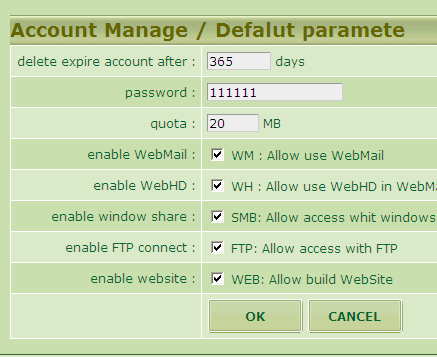 Account Manage / Defalut paramete
delete expire account after : 365 days
password : 111111
quota : 20 MB
enable WebMail : WM : Allow use WebMail
enable WebHD : WH : Allow use WebHD in WebMa
enable window share : SMB: Allow access whit windows
enable FTP connect : FTP: Allow access with FTP
enable website : WEB: Allow build WebSite
OK CANCEL